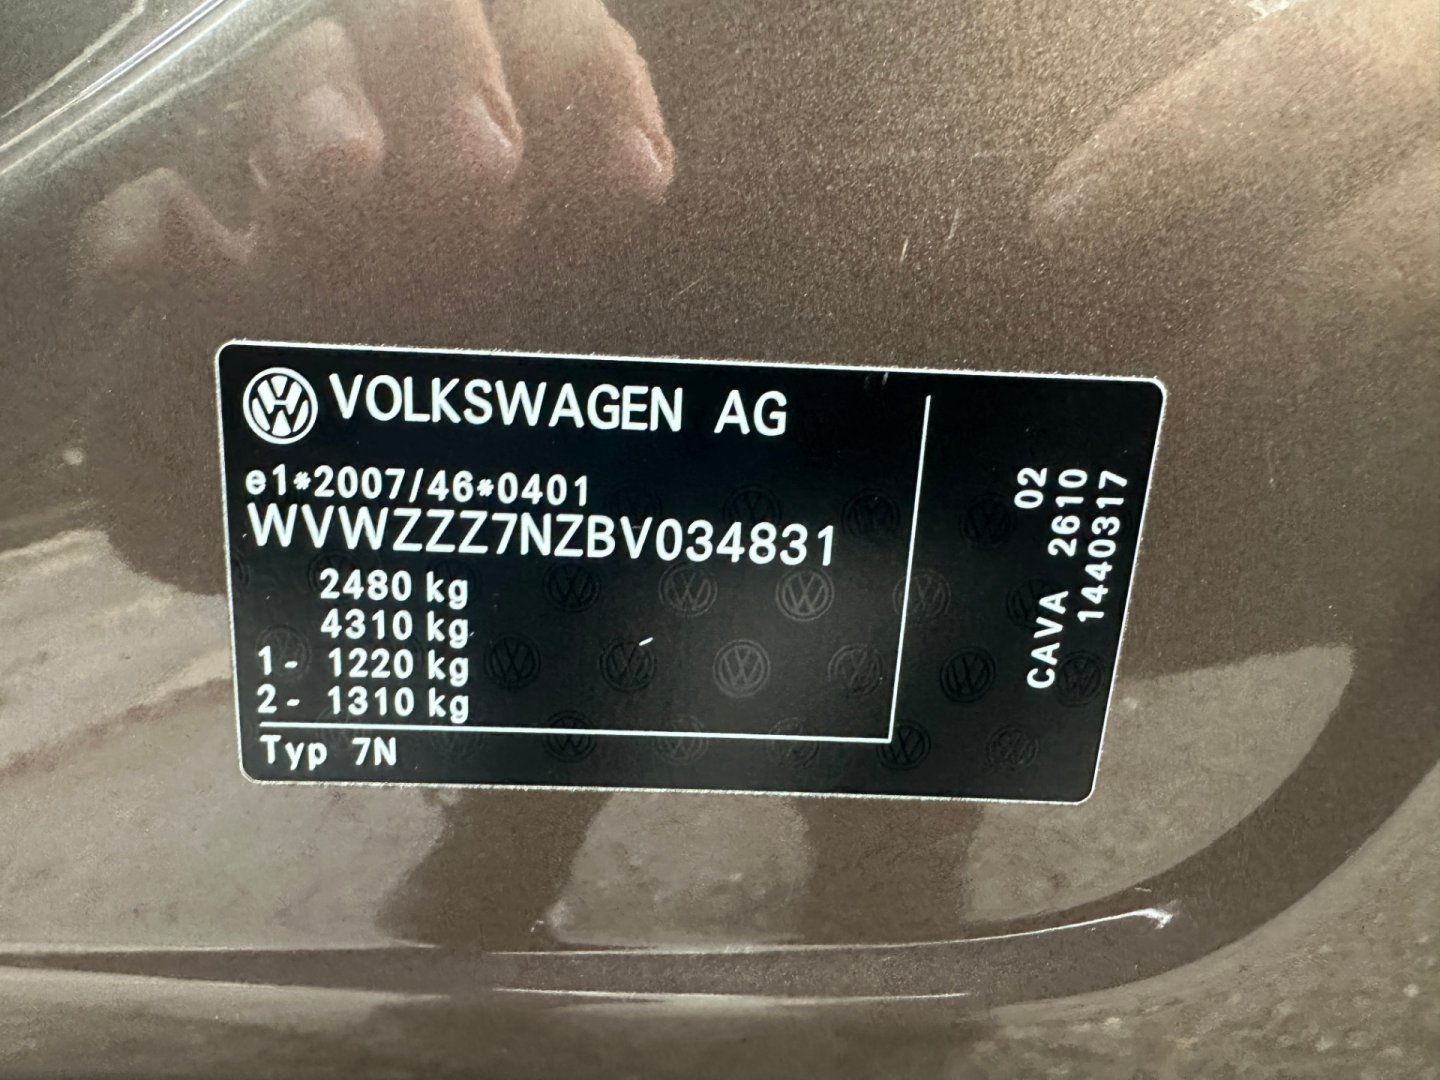 VOLKSWAGEN AG
e1*2007/46*0401
WVWZZZ7NZBV034831
2480 kg
4310 kg
1- 1220 kg
2- 1310 kg
Typ 7N
02
CAVA 2610
1440317